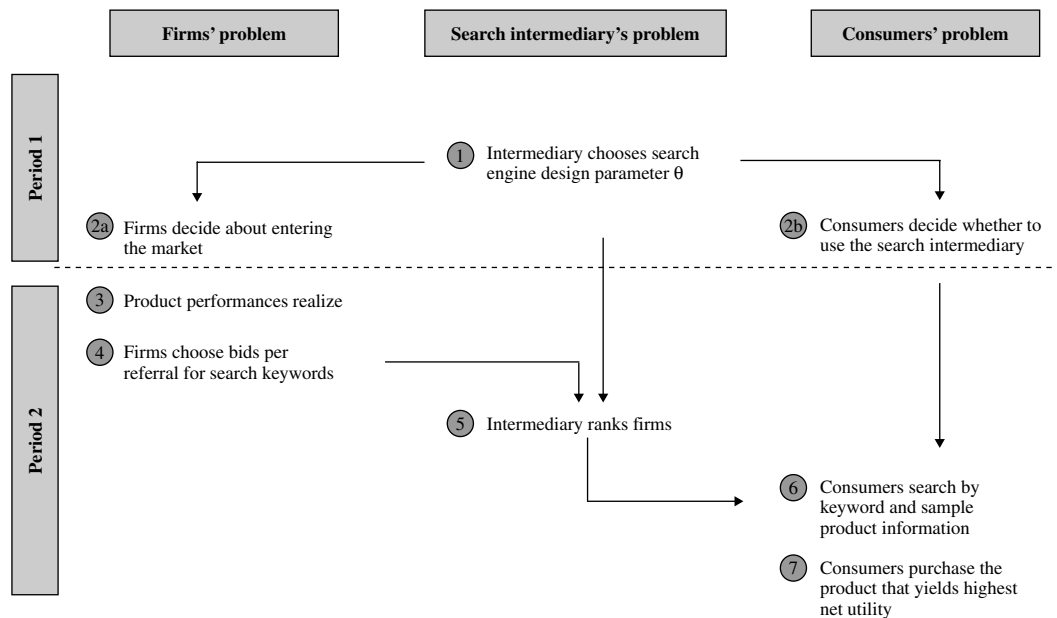 Firms’ problem
Search intermediary’s problem
Consumers’ problem
Period 1
1 Intermediary chooses search
engine design parameter θ
2a Firms decide about entering
the market
2b Consumers decide whether to
use the search intermediary
Period 2
3 Product performances realize
4 Firms choose bids per
referral for search keywords
5 Intermediary ranks firms
6 Consumers search by
keyword and sample
product information
7 Consumers purchase the
product that yields highest
net utility